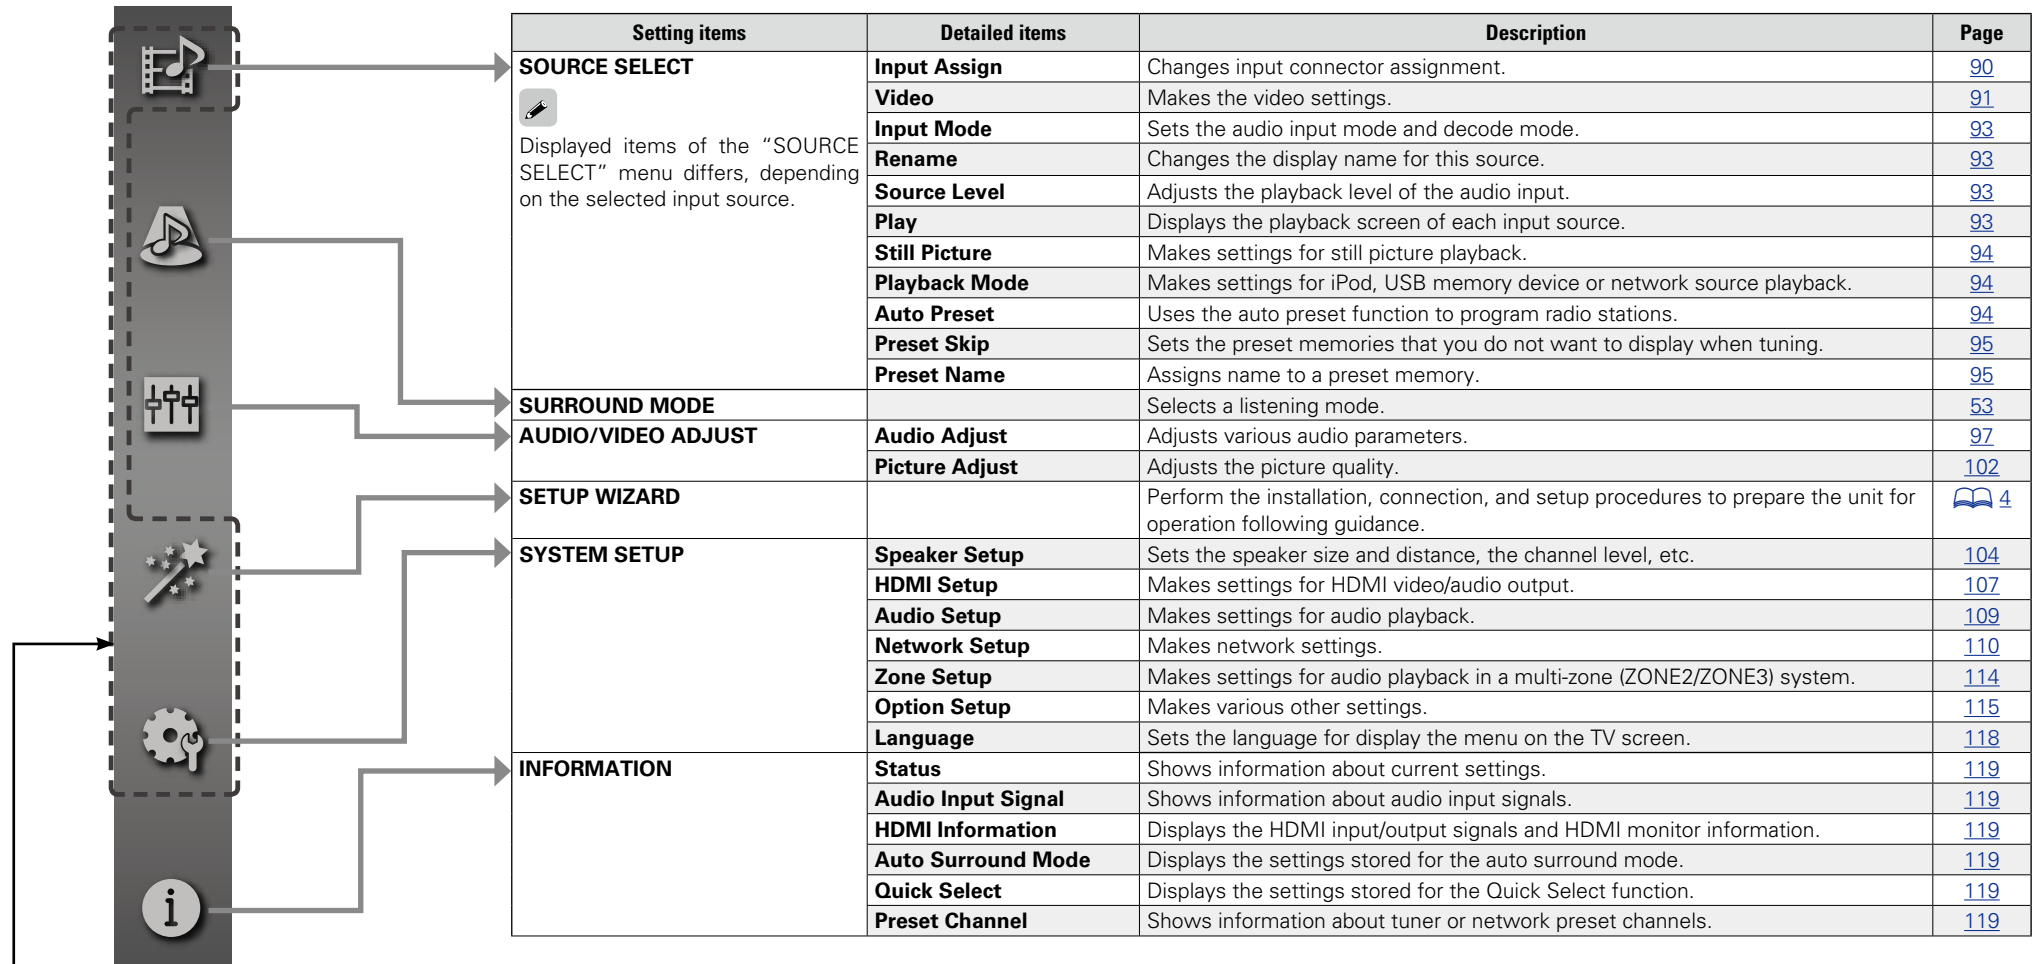 Setting items Detailed items Description Page
SOURCE SELECT Input Assign Changes input connector assignment. 90
Displayed items of the “SOURCE
SELECT” menu differs, depending
on the selected input source.
Video Makes the video settings. 91
Input Mode Sets the audio input mode and decode mode. 93
Rename Changes the display name for this source. 93
Source Level Adjusts the playback level of the audio input. 93
Play Displays the playback screen of each input source. 93
Still Picture Makes settings for still picture playback. 94
Playback Mode Makes settings for iPod, USB memory device or network source playback. 94
Auto Preset Uses the auto preset function to program radio stations. 94
Preset Skip Sets the preset memories that you do not want to display when tuning. 95
Preset Name Assigns name to a preset memory. 95
SURROUND MODE Selects a listening mode. 53
AUDIO/VIDEO ADJUST Audio Adjust Adjusts various audio parameters. 97
Picture Adjust Adjusts the picture quality. 102
SETUP WIZARD Perform the installation, connection, and setup procedures to prepare the unit for 4
operation following guidance.
SYSTEM SETUP Speaker Setup Sets the speaker size and distance, the channel level, etc. 104
HDMI Setup Makes settings for HDMI video/audio output. 107
Audio Setup Makes settings for audio playback. 109
Network Setup Makes network settings. 110
Zone Setup Makes settings for audio playback in a multi-zone (ZONE2/ZONE3) system. 114
Option Setup Makes various other settings. 115
Language Sets the language for display the menu on the TV screen. 118
INFORMATION Status Shows information about current settings. 119
Audio Input Signal Shows information about audio input signals. 119
HDMI Information Displays the HDMI input/output signals and HDMI monitor information. 119
Auto Surround Mode Displays the settings stored for the auto surround mode. 119
Quick Select Displays the settings stored for the Quick Select function. 119
Preset Channel Shows information about tuner or network preset channels. 119
i